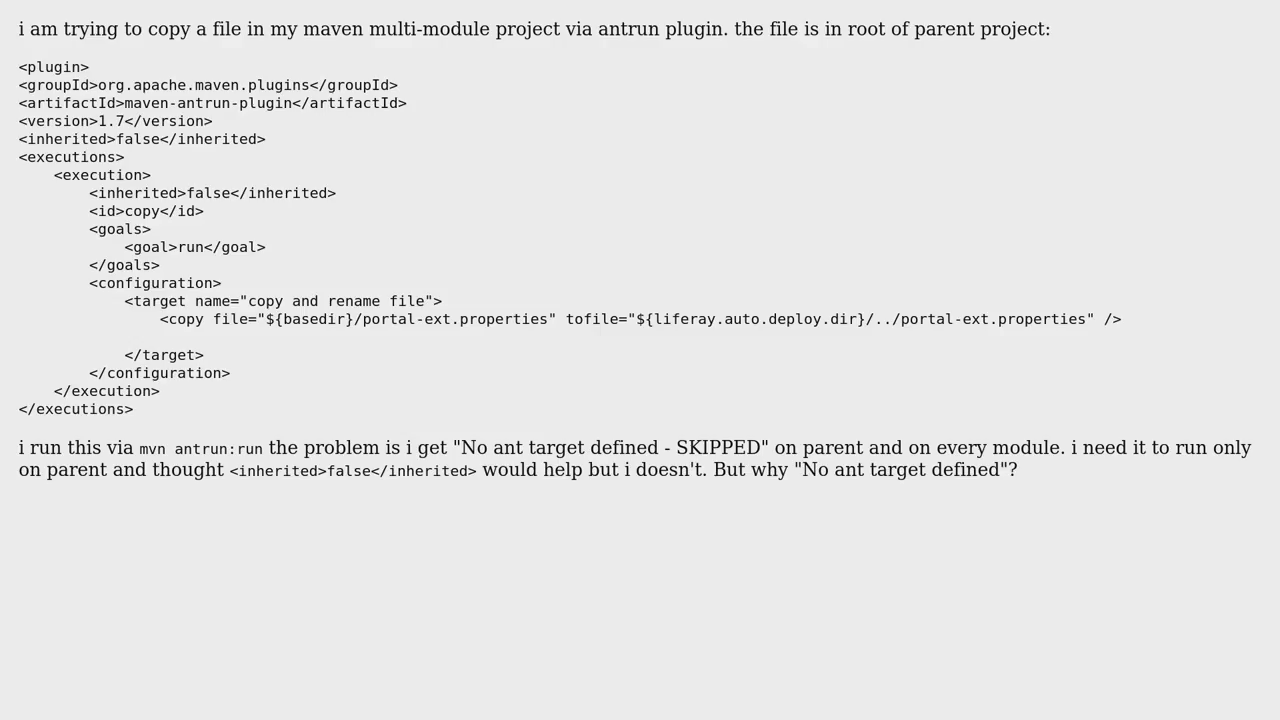 i am trying to copy a file in my maven multi-module project via antrun plugin. the file is in root of parent project:
<plugin>
<groupId>org.apache.maven.plugins</groupId>
<artifactId>maven-antrun-plugin</artifactId>
<version>1.7</version>
<inherited>false</inherited>
<executions>
    <execution>
        <inherited>false</inherited>
        <id>copy</id>
        <goals>
            <goal>run</goal>
        </goals>
        <configuration>
            <target name="copy and rename file">
                <copy file="${basedir}/portal-ext.properties" tofile="${liferay.auto.deploy.dir}/../portal-ext.properties" />
            </target>
        </configuration>
    </execution>
</executions>
i run this via mvn antrun:run the problem is i get "No ant target defined - SKIPPED" on parent and on every module. i need it to run only
on parent and thought <inherited>false</inherited> would help but i doesn't. But why "No ant target defined"?